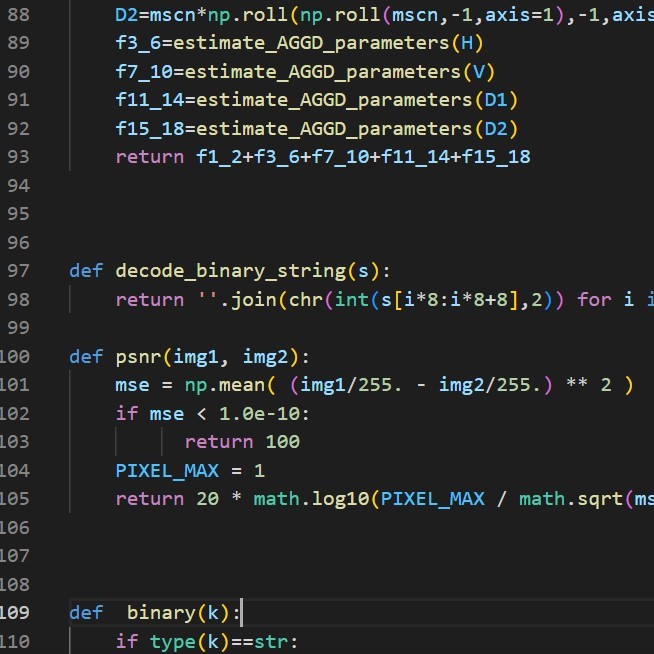 88 D2=mscn*np.roll(np.roll(mscn,-1,axis=1),-1,axis
89 f3_6=estimate_AGGD_parameters(H)
90 f7_10=estimate_AGGD_parameters(V)
91 f11_14=estimate_AGGD_parameters(D1)
92 f15_18=estimate_AGGD_parameters(D2)
93 return f1_2+f3_6+f7_10+f11_14+f15_18
94
95
96
97 def decode_binary_string(s):
98 return ''.join(chr(int(s[i*8:i*8+8],2)) for i i
99
100 def psnr(img1, img2):
101 mse = np.mean( (img1/255. - img2/255.) ** 2 )
102 if mse < 1.0e-10:
103 return 100
104 PIXEL_MAX = 1
105 return 20 * math.log10(PIXEL_MAX / math.sqrt(ms
106
107
108
109 def  binary(k):
110 if type(k)==str: